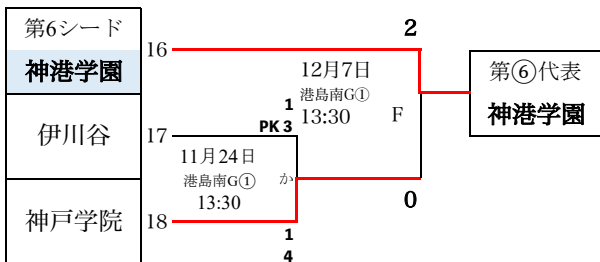 第6シード
神港学園
16
伊川谷
17
神戸学院
18
1
PK 3
11月24日
港島南G①
か
13:30
1
4
2
12月7日
港島南G①
13:30
F
0
第⑥代表
神港学園